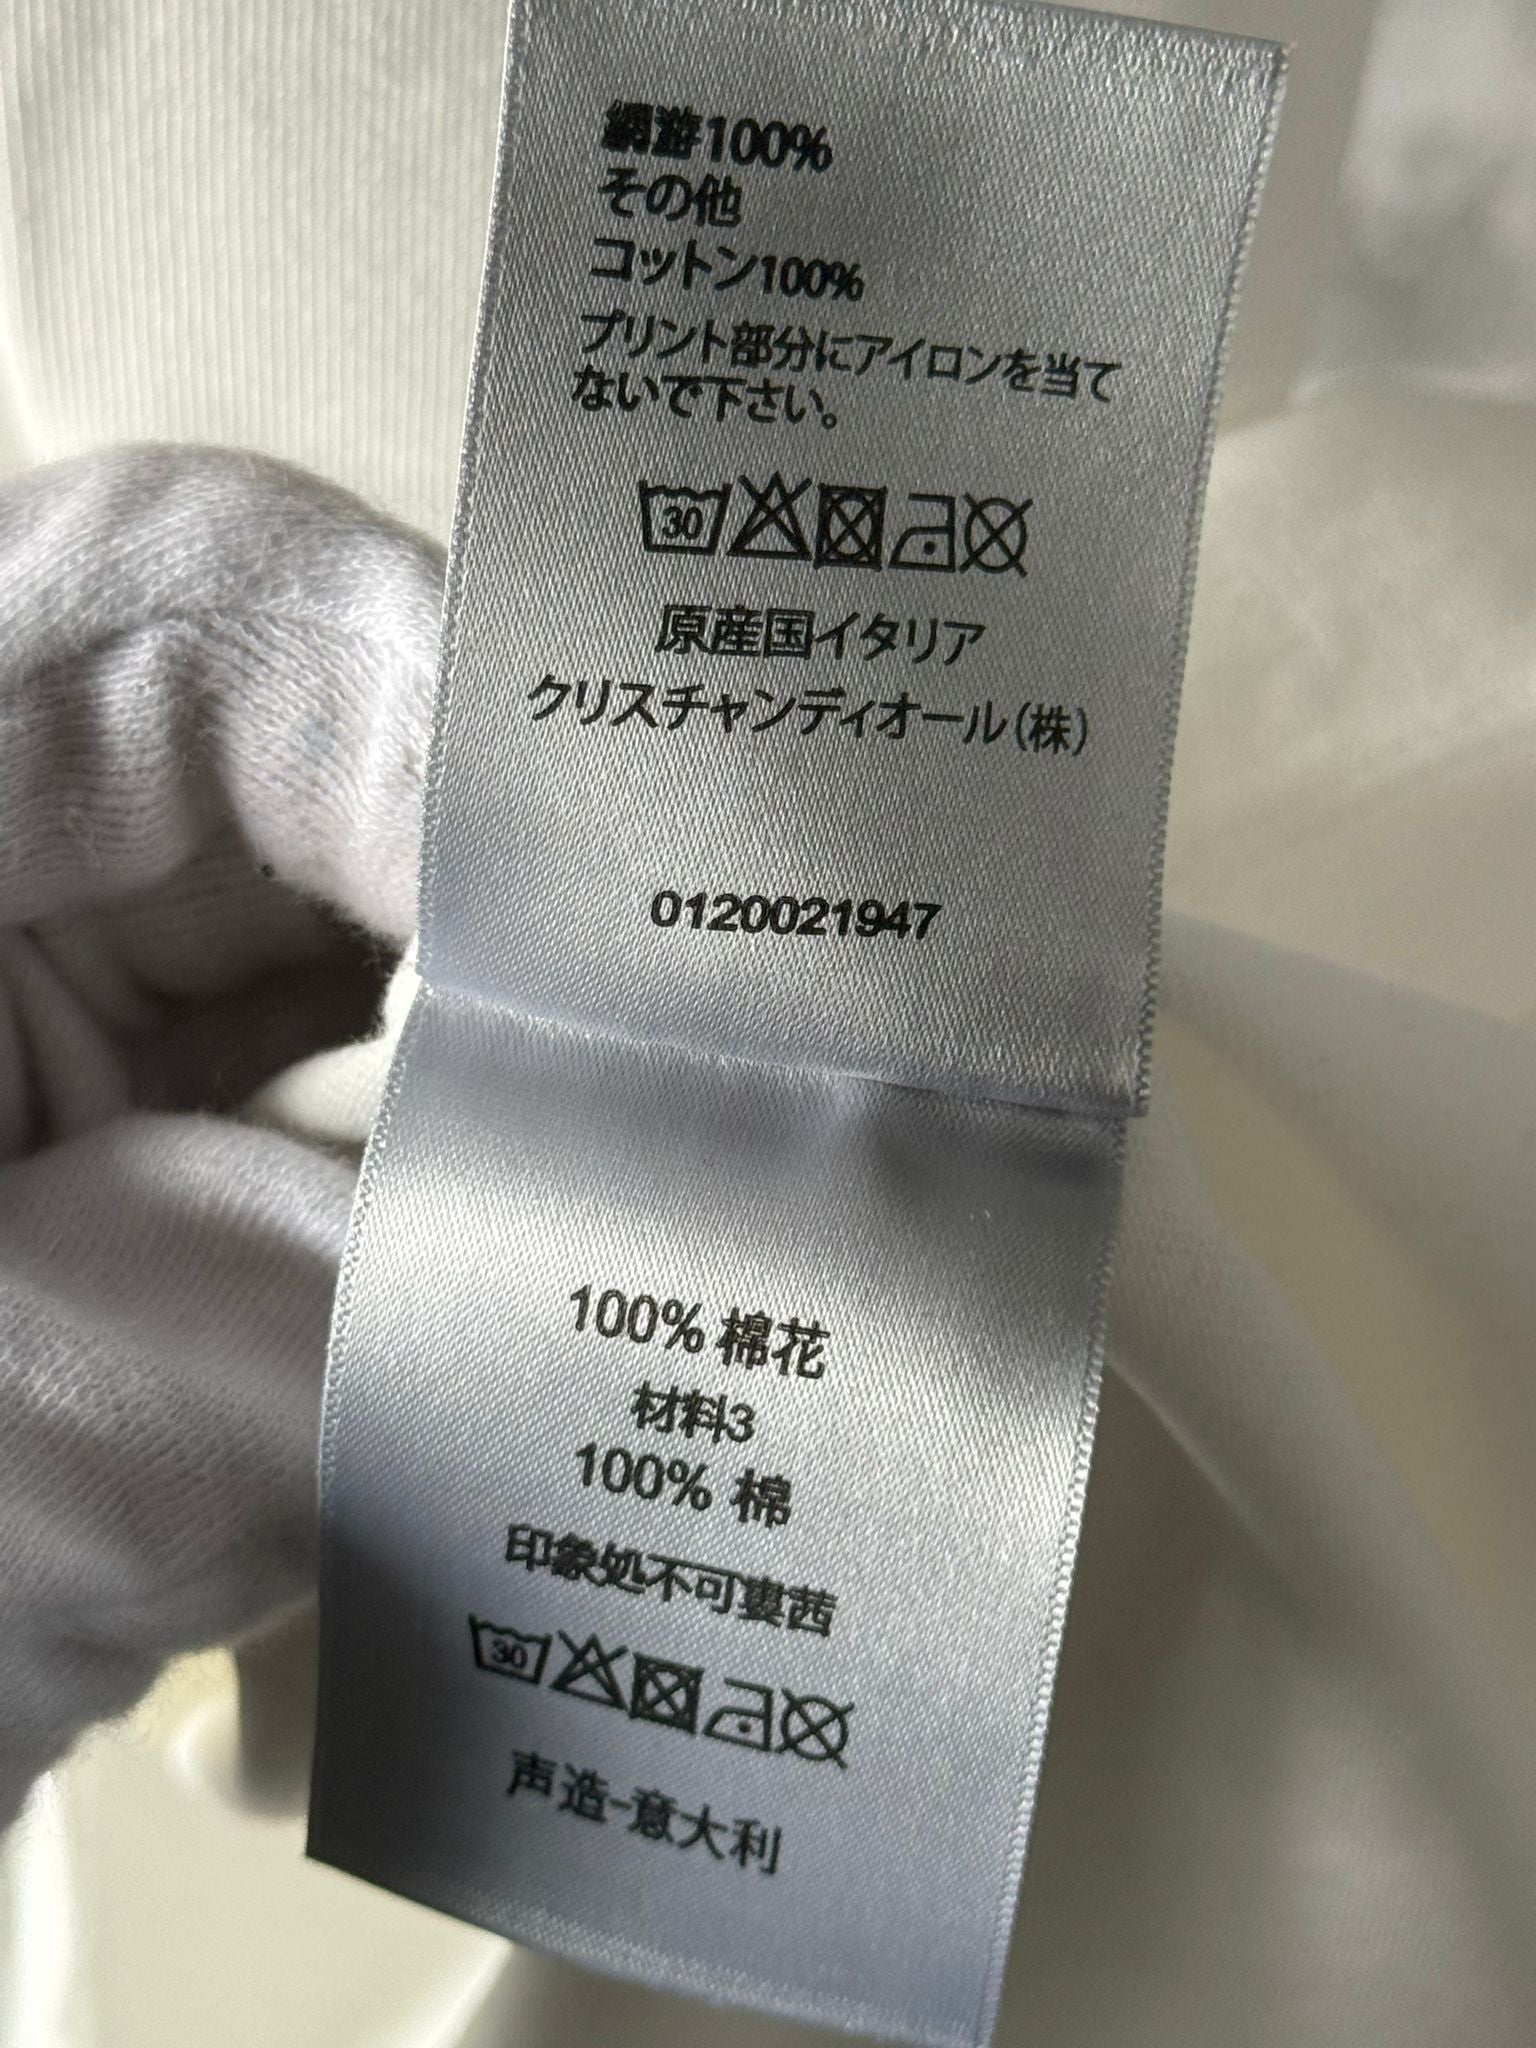 網遊100%
その他
コットン100%
プリント部分にアイロンを当て
ないで下さい。
30
原産国イタリア
クリスチャンディオール(株)
0120021947
100% 棉花
材料3
100% 棉
印象処不可要茜
30
声造-意大利